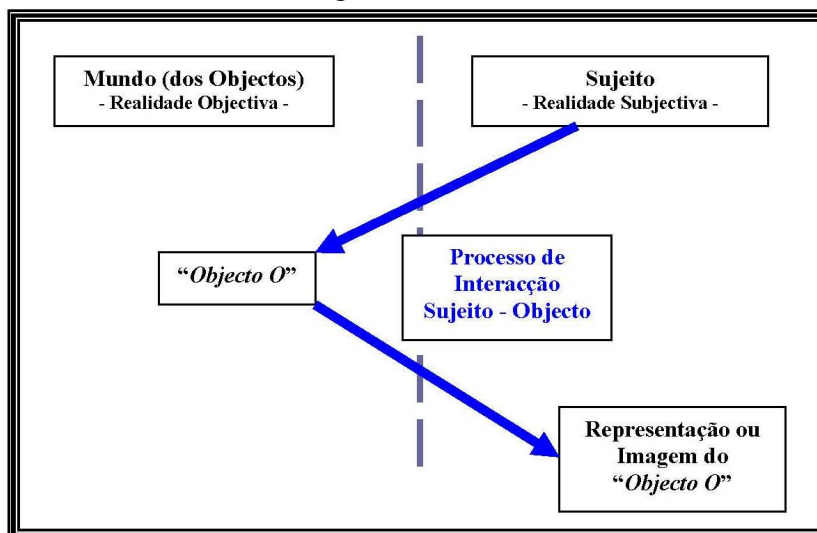 Mundo (dos Objectos)
- Realidade Objectiva -
Sujeito
- Realidade Subjectiva -
“Objecto O”
Processo de
Interacção
Sujeito - Objecto
Representação ou
Imagem do
“Objecto O”